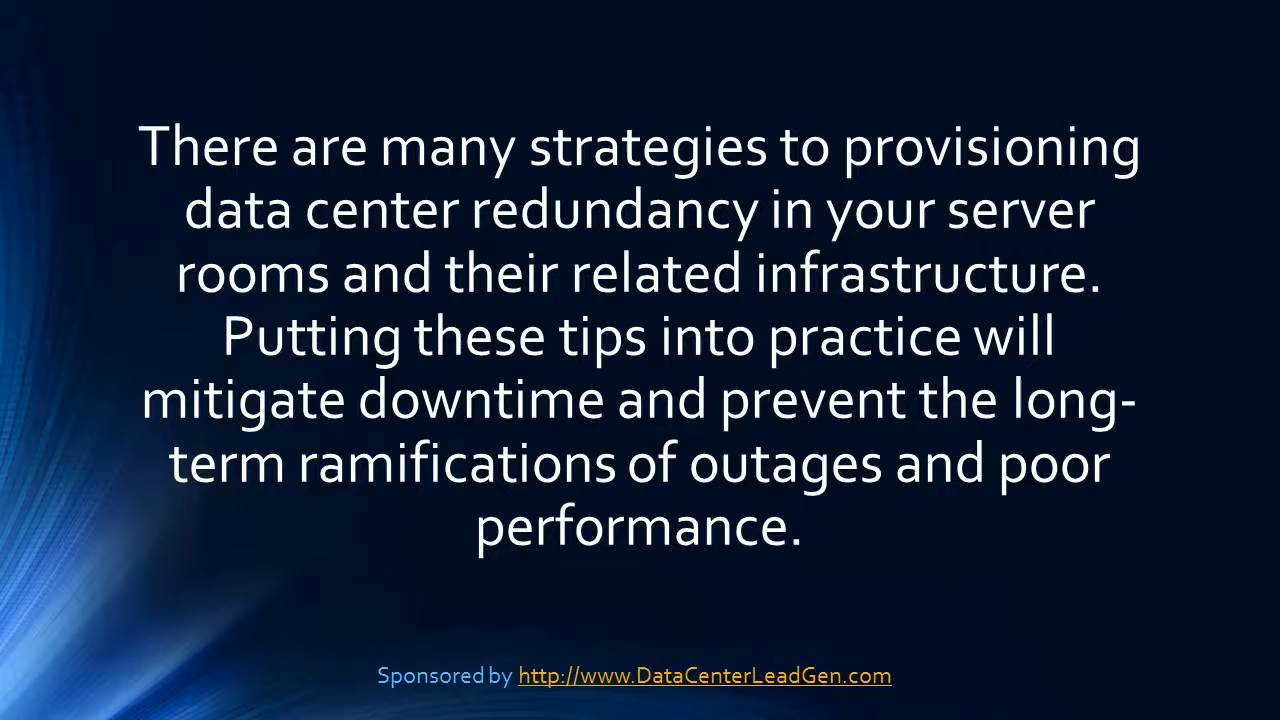 There are many strategies to provisioning
data center redundancy in your server
rooms and their related infrastructure.
Putting these tips into practice will
mitigate downtime and prevent the long-
term ramifications of outages and poor
performance.
Sponsored by http://www.DataCenterLeadGen.com